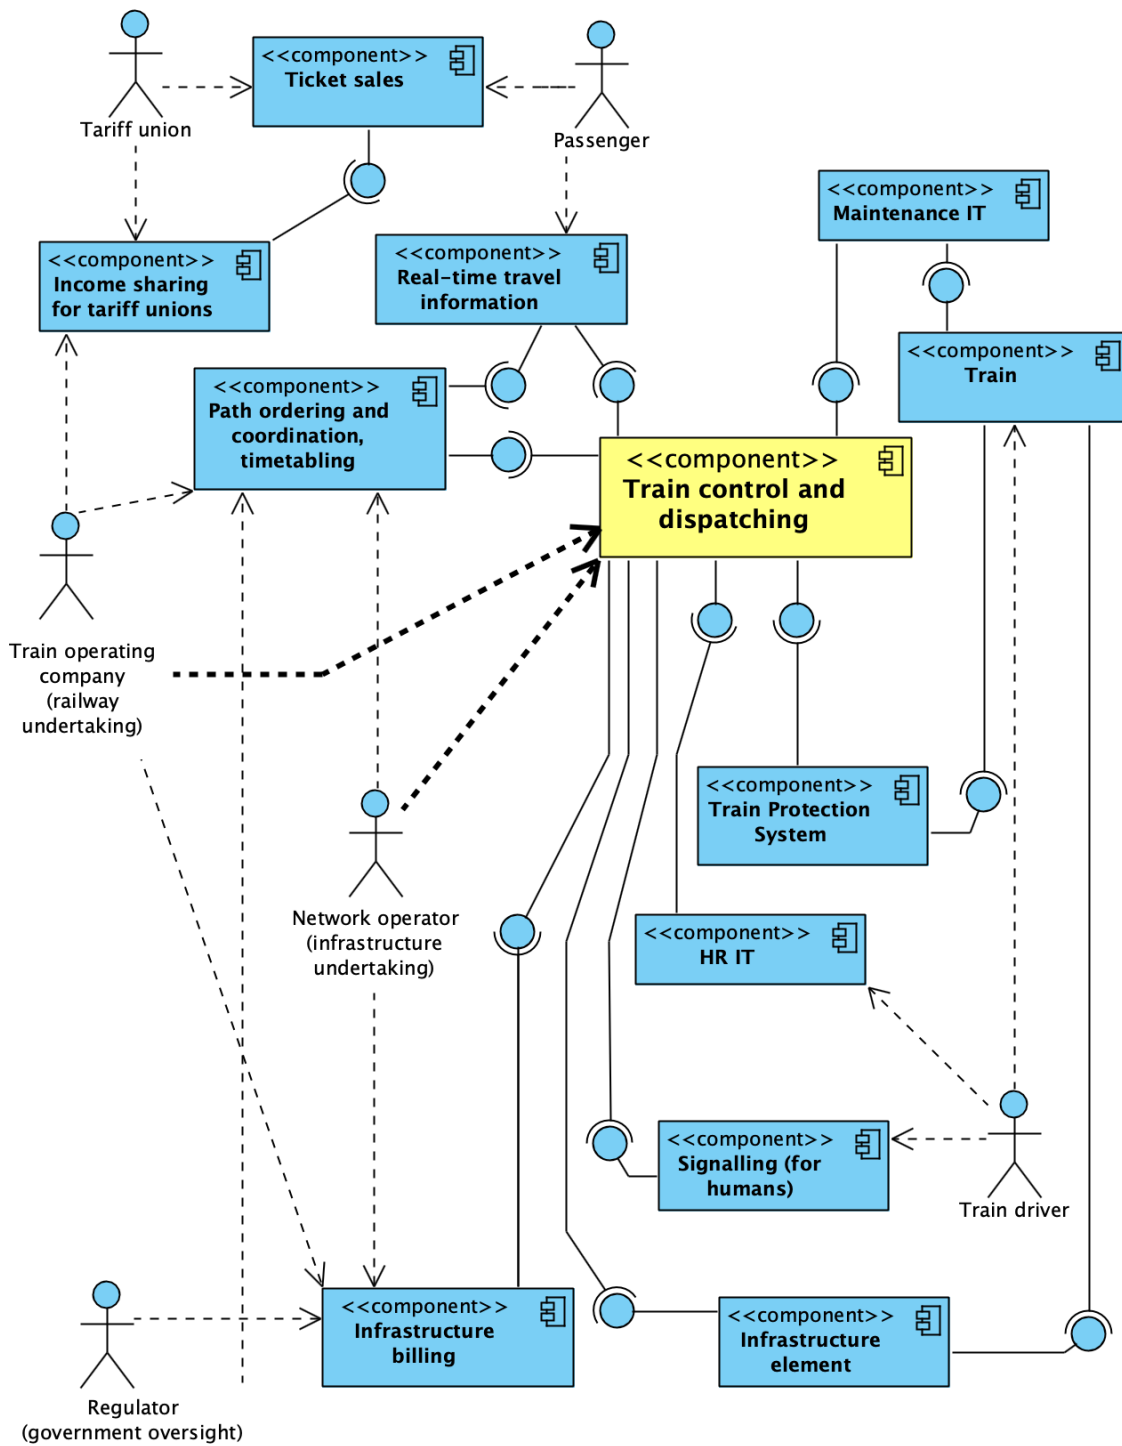 <<component>>
Ticket sales
Tariff union
Passenger
<<component>>
Maintenance IT
<<component>>
Income sharing
for tariff unions
<<component>>
Real-time travel
information
<<component>>
Train
<<component>>
Path ordering and
coordination,
timetabling
<<component>>
Train control and
dispatching
Train operating
company
(railway
undertaking)
<<component>>
Train Protection
System
Network operator
(infrastructure
undertaking)
<<component>>
HR IT
<<component>>
Signalling (for
humans)
Train driver
<<component>>
Infrastructure
billing
<<component>>
Infrastructure
element
Regulator
(government oversight)